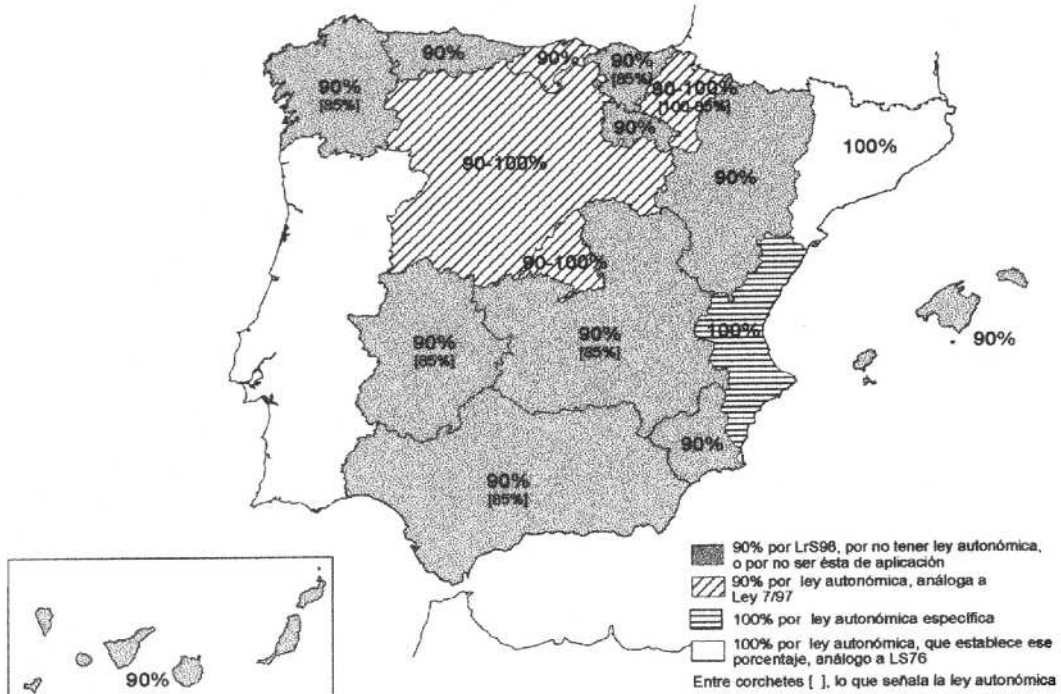 90%
90%
90%
[85%]
90-100%
[100-85%]
90%
[85%]
90%
100%
90-100%
90%
90-100%
100%
90%
[85%]
90%
[85%]
90%
90%
90%
[85%]
90%
90% por LrS98, por no tener ley autonómica,
o por no ser ésta de aplicación
90% por ley autonómica, análoga a
Ley 7/97
100% por ley autonómica específica
100% por ley autonómica, que establece ese
porcentaje, análogo a LS76
Entre corchetes [ ], lo que señala la ley autonómica